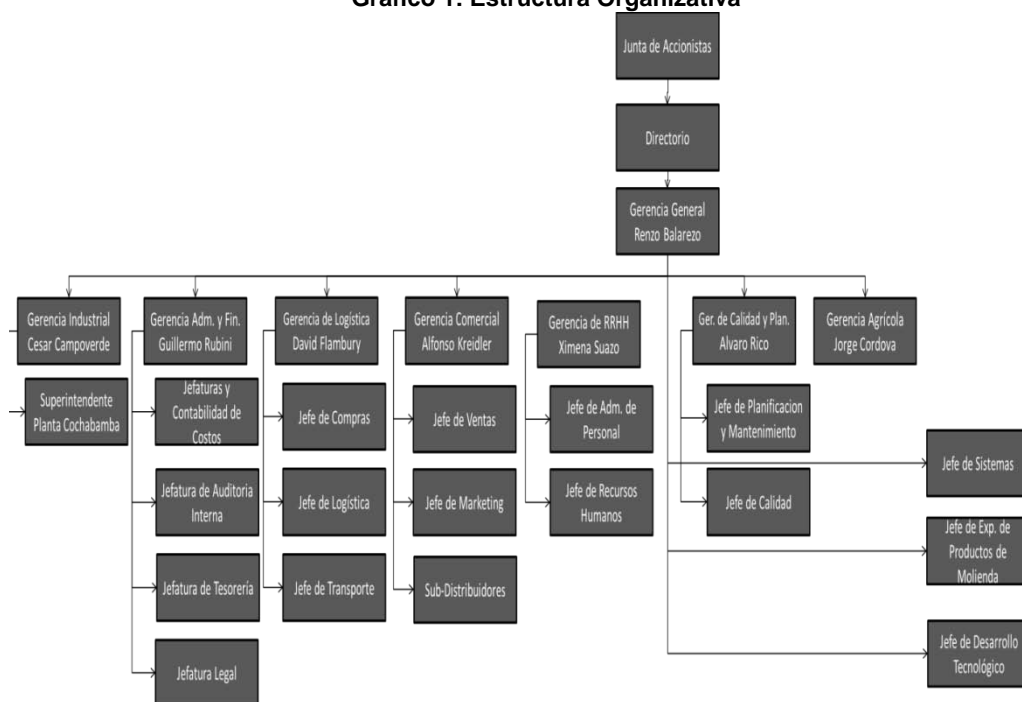 Gráfico 1: Estructura Organizativa
Junta de Accionistas
Directorio
Gerencia General
Renzo Balarezo
Gerencia Industrial
Cesar Campoverde
Gerencia Adm. y Fin.
Guillermo Rubini
Gerencia de Logística
David Flambury
Gerencia Comercial
Alfonso Kreidler
Gerencia de RRHH
Ximena Suazo
Ger. de Calidad y Plan.
Alvaro Rico
Gerencia Agrícola
Jorge Cordova
Superintendente
Planta Cochabamba
Jefaturas y
Contabilidad de
Costos
Jefe de Compras
Jefe de Ventas
Jefe de Adm. de
Personal
Jefe de Planificacion
y Mantenimiento
Jefe de Sistemas
Jefatura de Auditoria
Interna
Jefe de Logística
Jefe de Marketing
Jefe de Recursos
Humanos
Jefe de Calidad
Jefe de Exp. de
Productos de
Molienda
Jefatura de Tesorería
Jefe de Transporte
Sub-Distribuidores
Jefe de Desarrollo
Tecnológico
Jefatura Legal